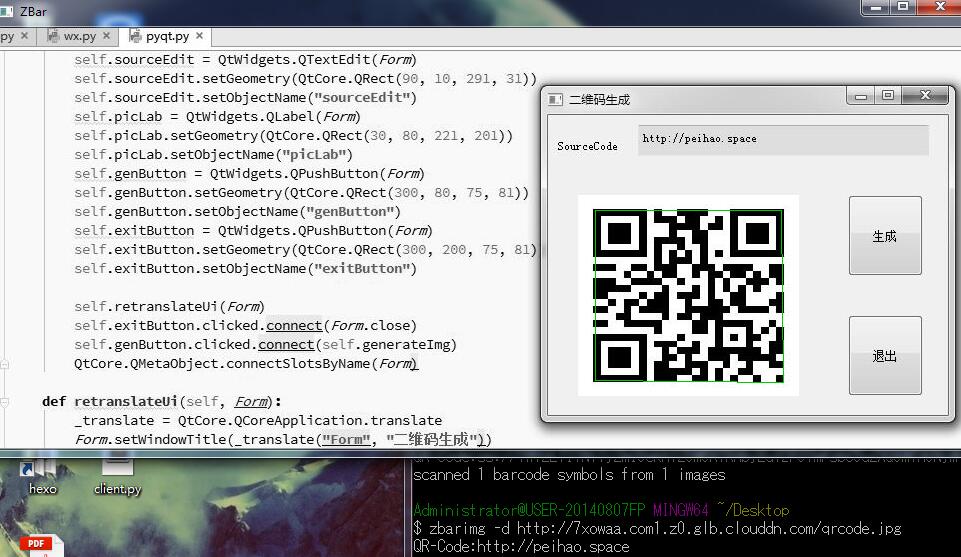 ZBar
py
wx.py
pyqt.py
self.sourceEdit = QtWidgets.QTextEdit(Form)
self.sourceEdit.setGeometry(QtCore.QRect(90, 10, 291, 31))
self.sourceEdit.setObjectName("sourceEdit")
self.picLab = QtWidgets.QLabel(Form)
self.picLab.setGeometry(QtCore.QRect(30, 80, 221, 201))
self.picLab.setObjectName("picLab")
self.genButton = QtWidgets.QPushButton(Form)
self.genButton.setGeometry(QtCore.QRect(300, 80, 75, 81))
self.genButton.setObjectName("genButton")
self.exitButton = QtWidgets.QPushButton(Form)
self.exitButton.setGeometry(QtCore.QRect(300, 200, 75, 81)
self.exitButton.setObjectName("exitButton")
self.retranslateUi(Form)
self.exitButton.clicked.connect(Form.close)
self.genButton.clicked.connect(self.generateImg)
QtCore.QMetaObject.connectSlotsByName(Form)
def retranslateUi(self, Form):
_translate = QtCore.QCoreApplication.translate
Form.setWindowTitle(_translate("Form", "二维码生成"))
二维码生成
SourceCode
http://peihao.space
生成
退出
hexo
client.py
PDF
scanned 1 barcode symbols from 1 images
Administrator@USER-20140807FP MINGW64 ~/Desktop
$ zbarimg -d http://7xowaa.com1.z0.glb.clouddn.com/qrcode.jpg
QR-Code:http://peihao.space